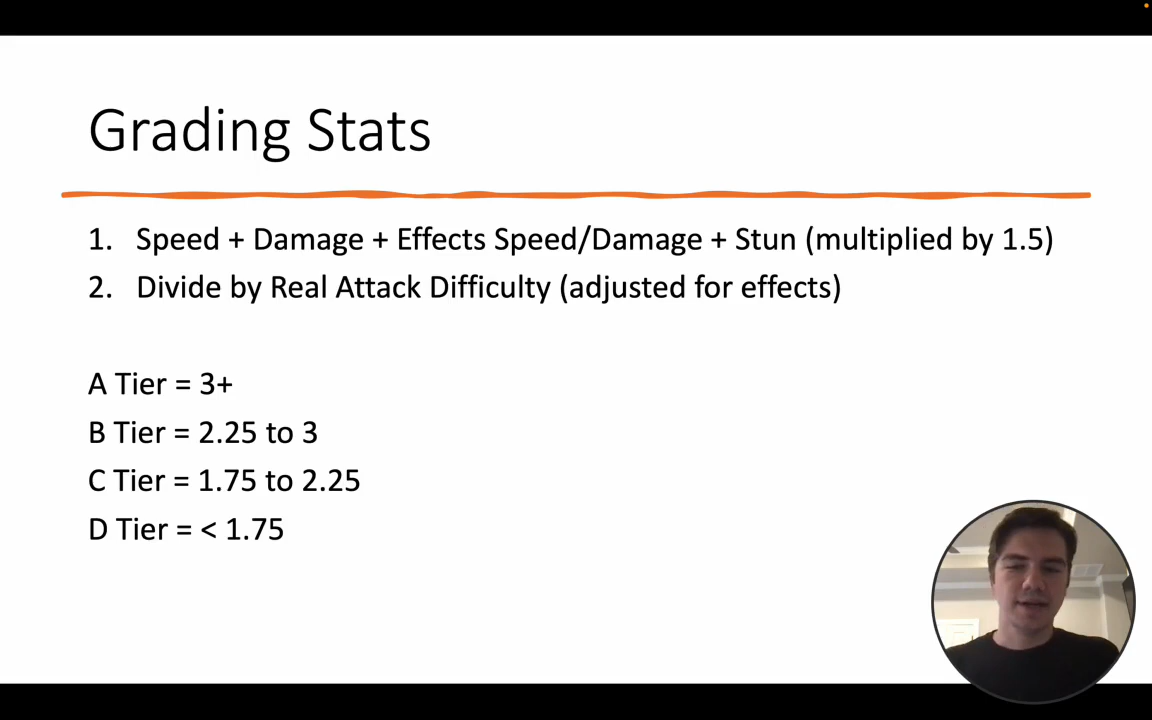 Grading Stats
1. Speed + Damage + Effects Speed/Damage + Stun (multiplied by 1.5)
2. Divide by Real Attack Difficulty (adjusted for effects)
A Tier = 3+
B Tier = 2.25 to 3
C Tier = 1.75 to 2.25
D Tier = < 1.75